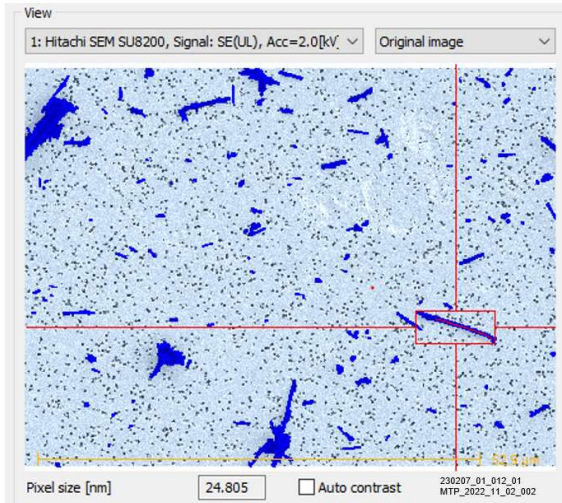 View
1: Hitachi SEM SU8200, Signal: SE(UL), Acc=2.0[kV]
Original image
Pixel size [nm]
24.805
Auto contrast
230207_01_012_01
MTP_2022_11_02_002